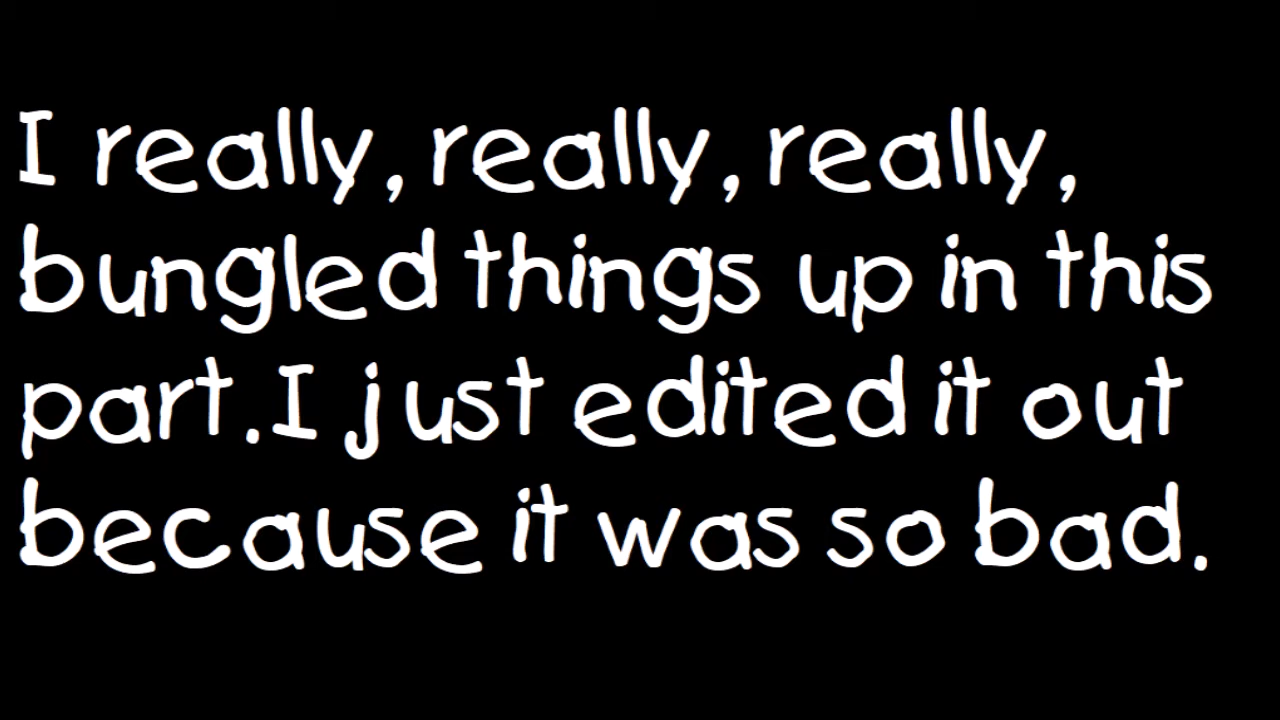 I really, really, really,
bungled things up in this
part.I just edited it out
because it was so bad.